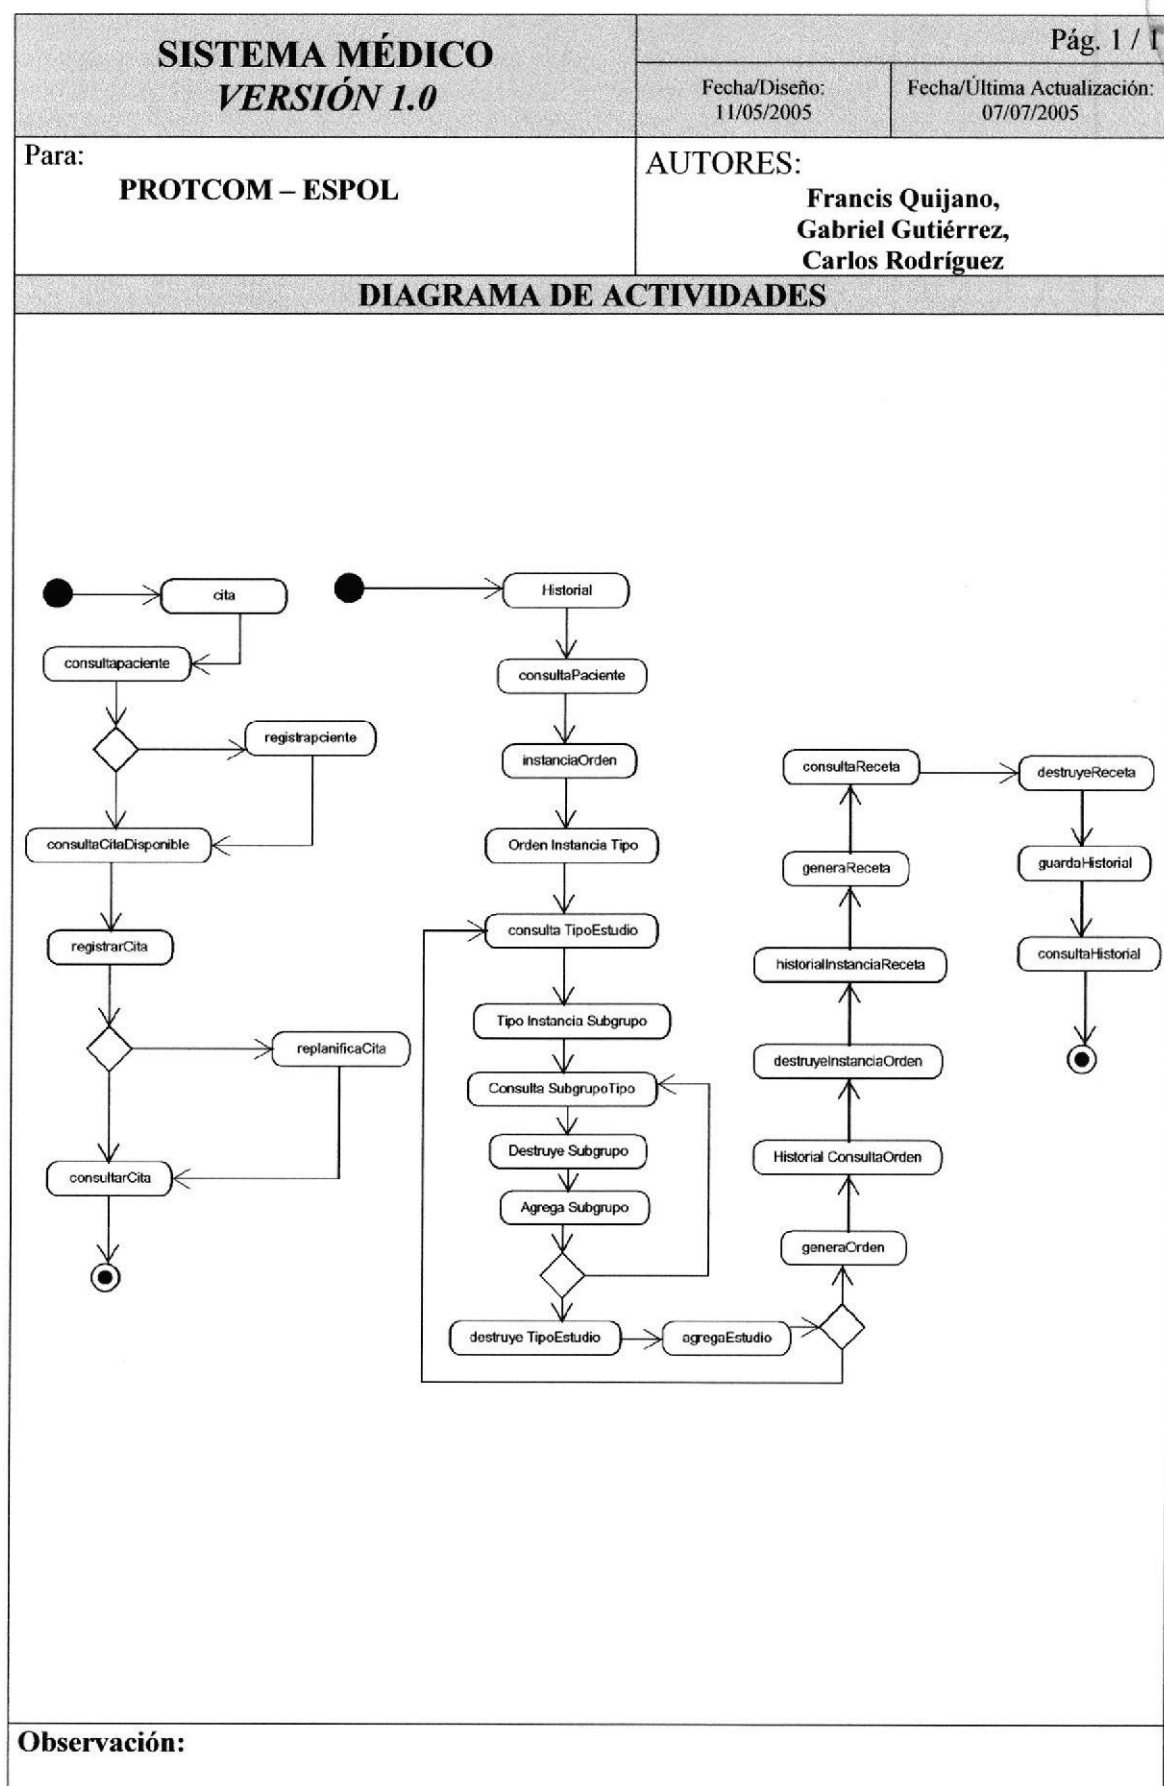 SISTEMA MÉDICO
VERSIÓN 1.0
Pág. 1 / 1
Fecha/Diseño:
11/05/2005
Fecha/Última Actualización:
07/07/2005
Para:
PROTCOM – ESPOL
AUTORES:
Francis Quijano,
Gabriel Gutiérrez,
Carlos Rodríguez
DIAGRAMA DE ACTIVIDADES
cita
consultapaciente
registrapciente
consultaCitaDisponible
registrarCita
replanificaCita
consultarCita
Historial
consultaPaciente
instanciaOrden
Orden Instancia Tipo
consulta TipoEstudio
Tipo Instancia Subgrupo
Consulta SubgrupoTipo
Destruye Subgrupo
Agrega Subgrupo
destruye TipoEstudio
agregaEstudio
generaOrden
Historial ConsultaOrden
destruyeInstanciaOrden
historialInstanciaReceta
generaReceta
consultaReceta
destruyeReceta
guardaHistorial
consultaHistorial
Observación: